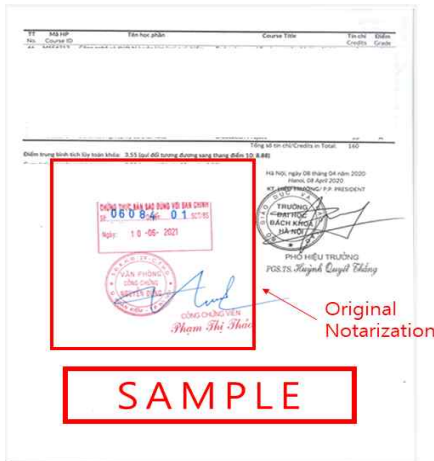 TT Mã HP Tên học phần Course Title Tín chỉ Điểm
No. Course ID Credits Grade
Tổng số tín chỉ/Credits in Total: 160
Điểm trung bình tích lũy toàn khóa: 3.55 (qui đổi tương đương sang thang điểm 10: 8.88)
Hà Nội, ngày 08 tháng 04 năm 2020
Hanoi, 08 April 2020
KT. HIỆU TRƯỞNG/ P.P PRESIDENT
TRƯỜNG
ĐẠI HỌC
BÁCH KHOA
HÀ NỘI
PHÓ HIỆU TRƯỞNG
PGS.TS. Huỳnh Quyết Thắng
CHỨNG THỰC BẢN SAO ĐÚNG VỚI BẢN CHÍNH
06084 01 SCT/BS
Ngày: 10-06-2021
VĂN PHÒNG
CÔNG CHỨNG
CÔNG CHỨNG VIÊN
Phạm Thị Thảo
Original
Notarization
SAMPLE